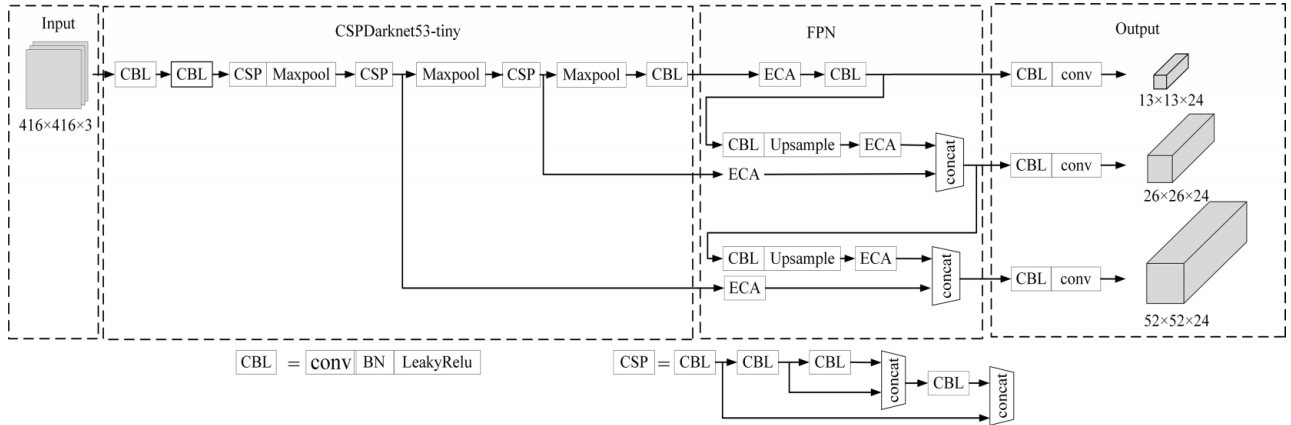 Input
CSPDarknet53-tiny
FPN
Output
CBL CBL CSP Maxpool CSP Maxpool CSP Maxpool CBL ECA CBL CBL conv
416×416×3
13×13×24
CBL Upsample ECA concat CBL conv
ECA
26×26×24
CBL Upsample ECA concat CBL conv
ECA
52×52×24
CBL = conv BN LeakyRelu
CSP = CBL CBL CBL concat CBL concat